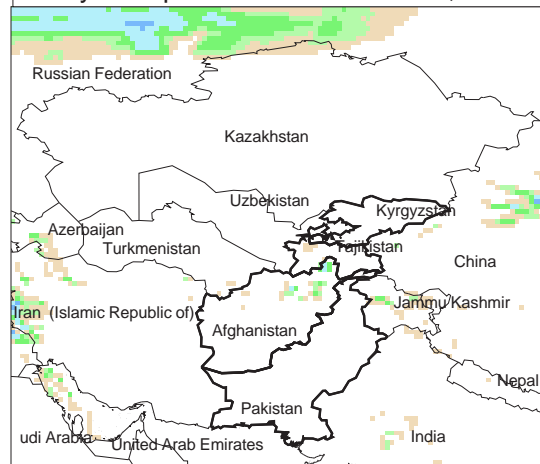 Russian Federation
Kazakhstan
Uzbekistan
Kyrgyzstan
Azerbaijan
Turkmenistan
Tajikistan
China
Iran (Islamic Republic of)
Jammu/Kashmir
Afghanistan
Nepal
Pakistan
udi Arabia
United Arab Emirates
India